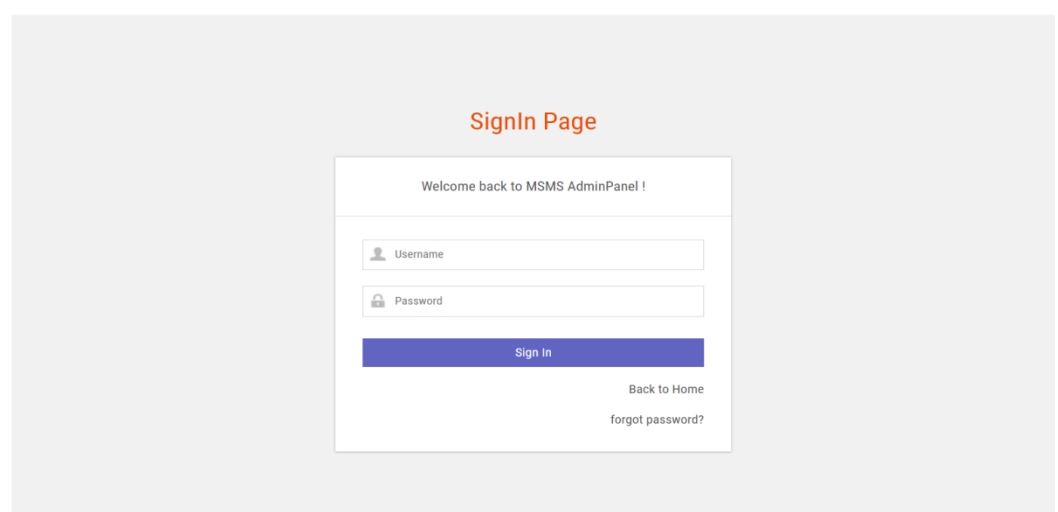 SignIn Page
Welcome back to MSMS AdminPanel !
Username
Password
Sign In
Back to Home
forgot password?